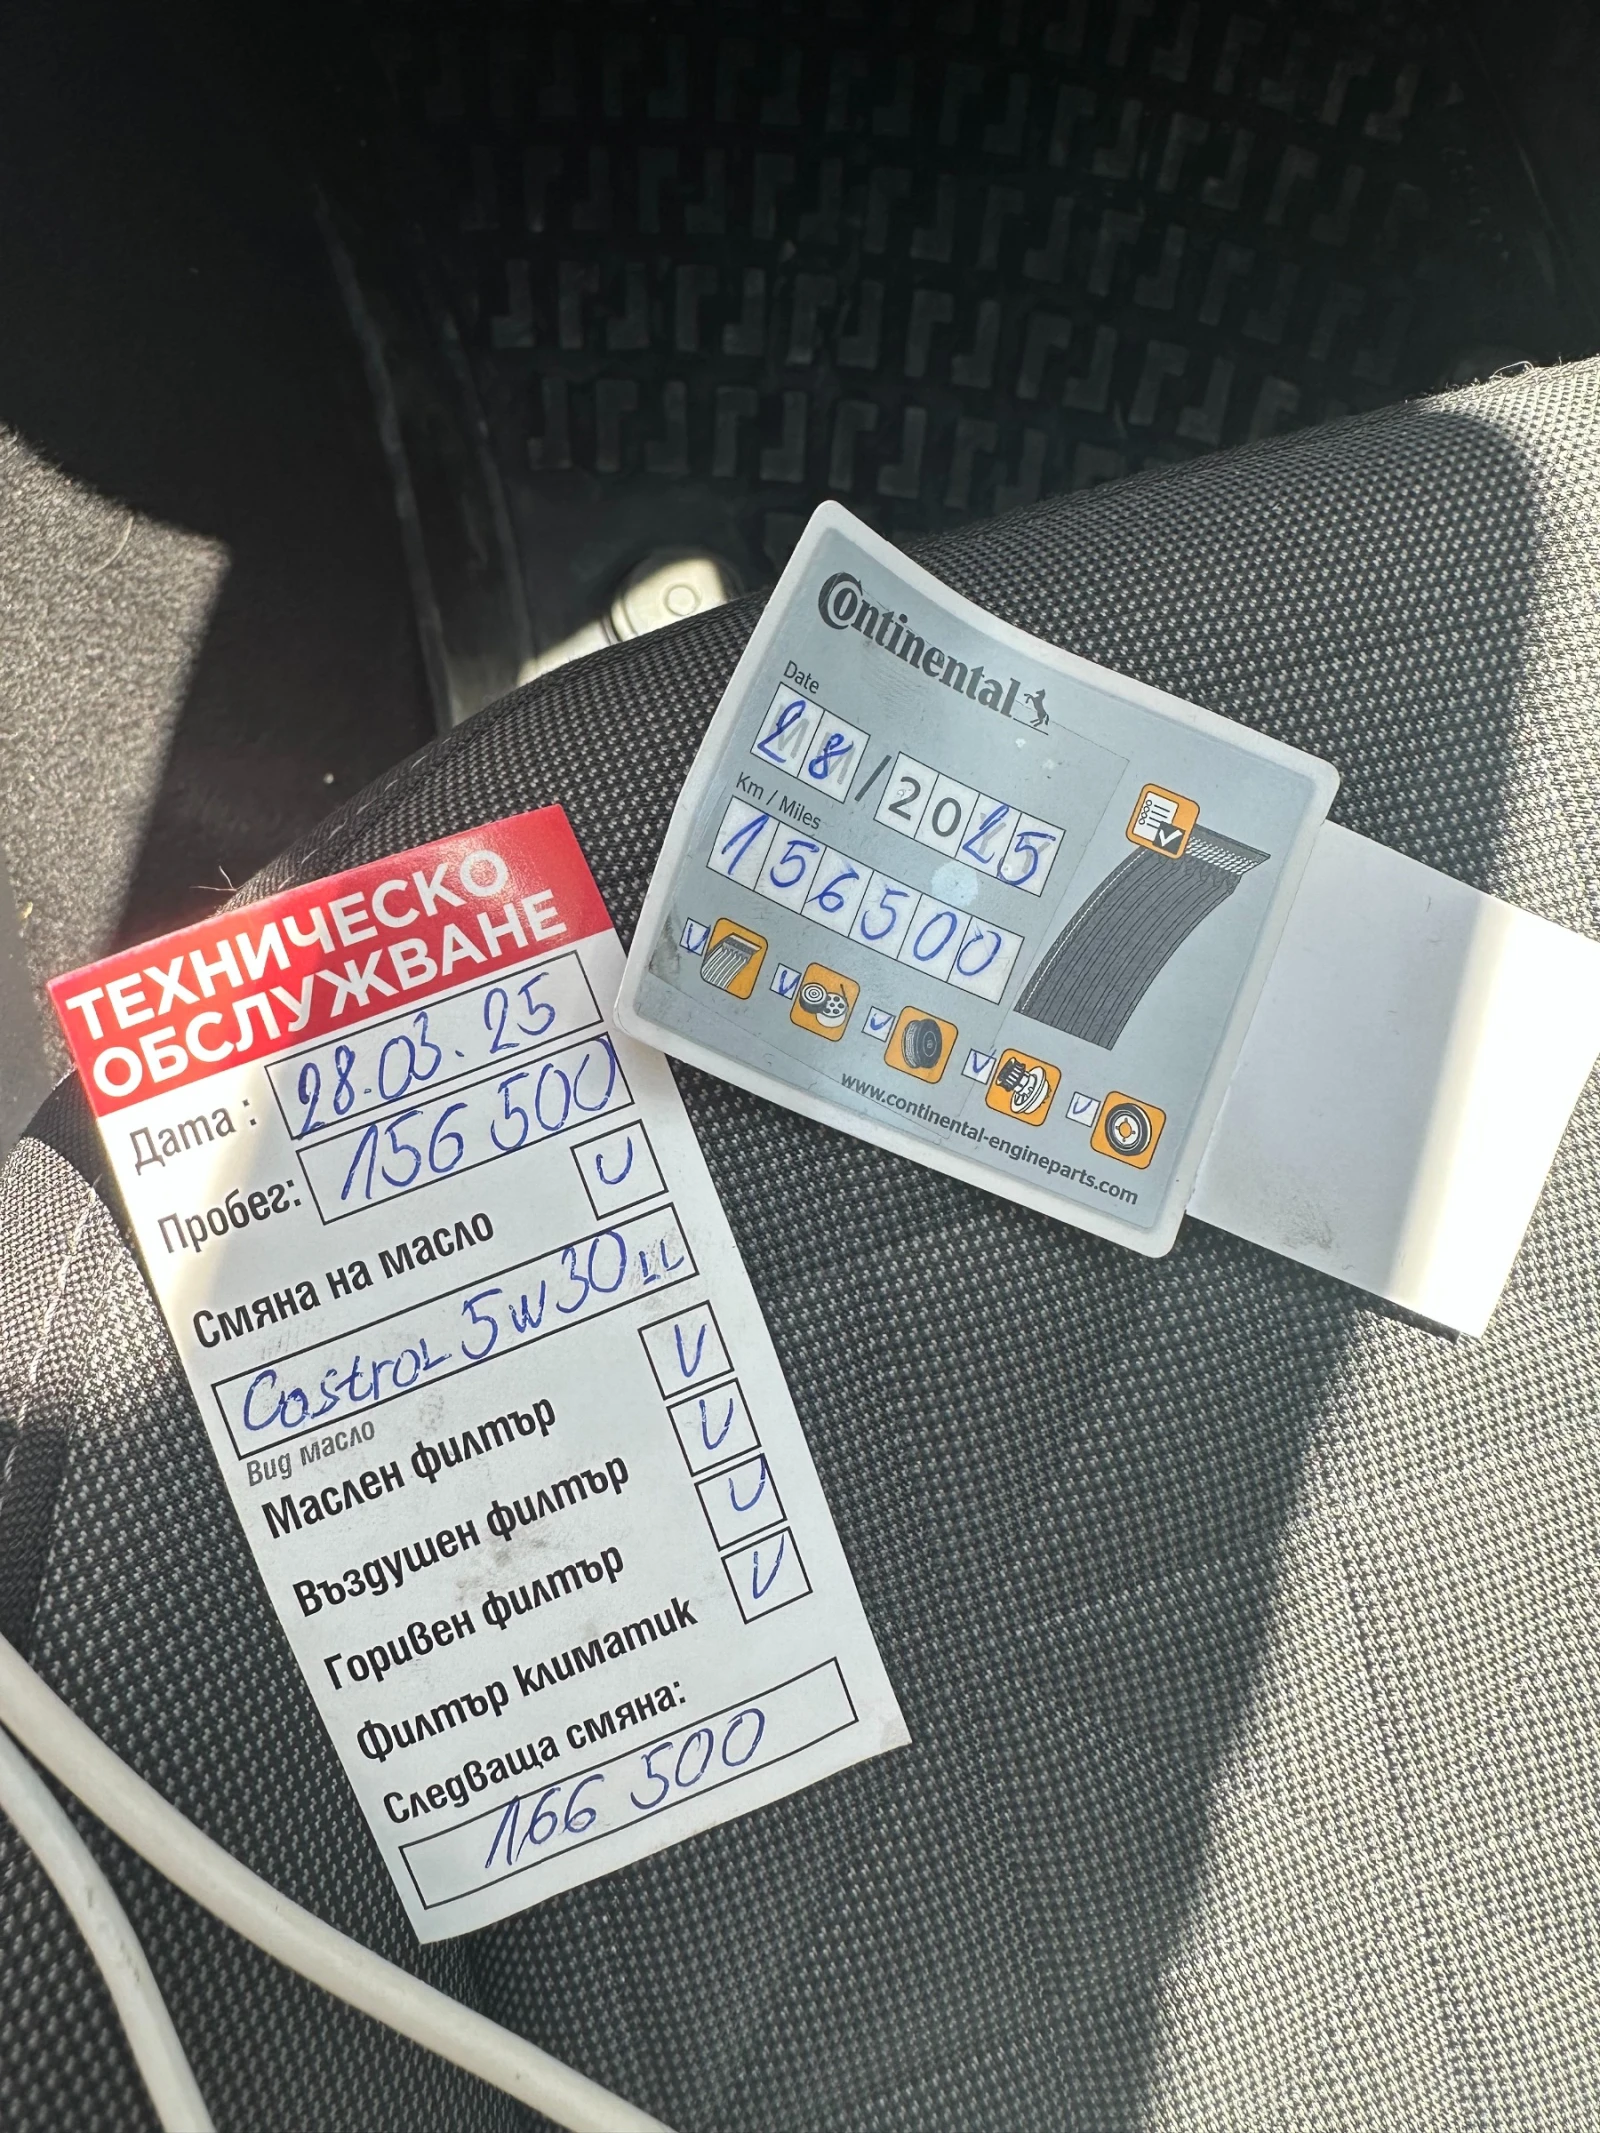 ТЕХНИЧЕСКО
ОБСЛУЖВАНЕ
Дата : 28.03.25
Пробег: 156 500
Смяна на масло V
Castrol 5w30 LL
Вид масло
Маслен филтър V
Въздушен филтър V
Горивен филтър V
Филтър климатик V
Следваща смяна:
166 500
Continental
Date
28/2025
Km / Miles
156500
www.continental-engineparts.com